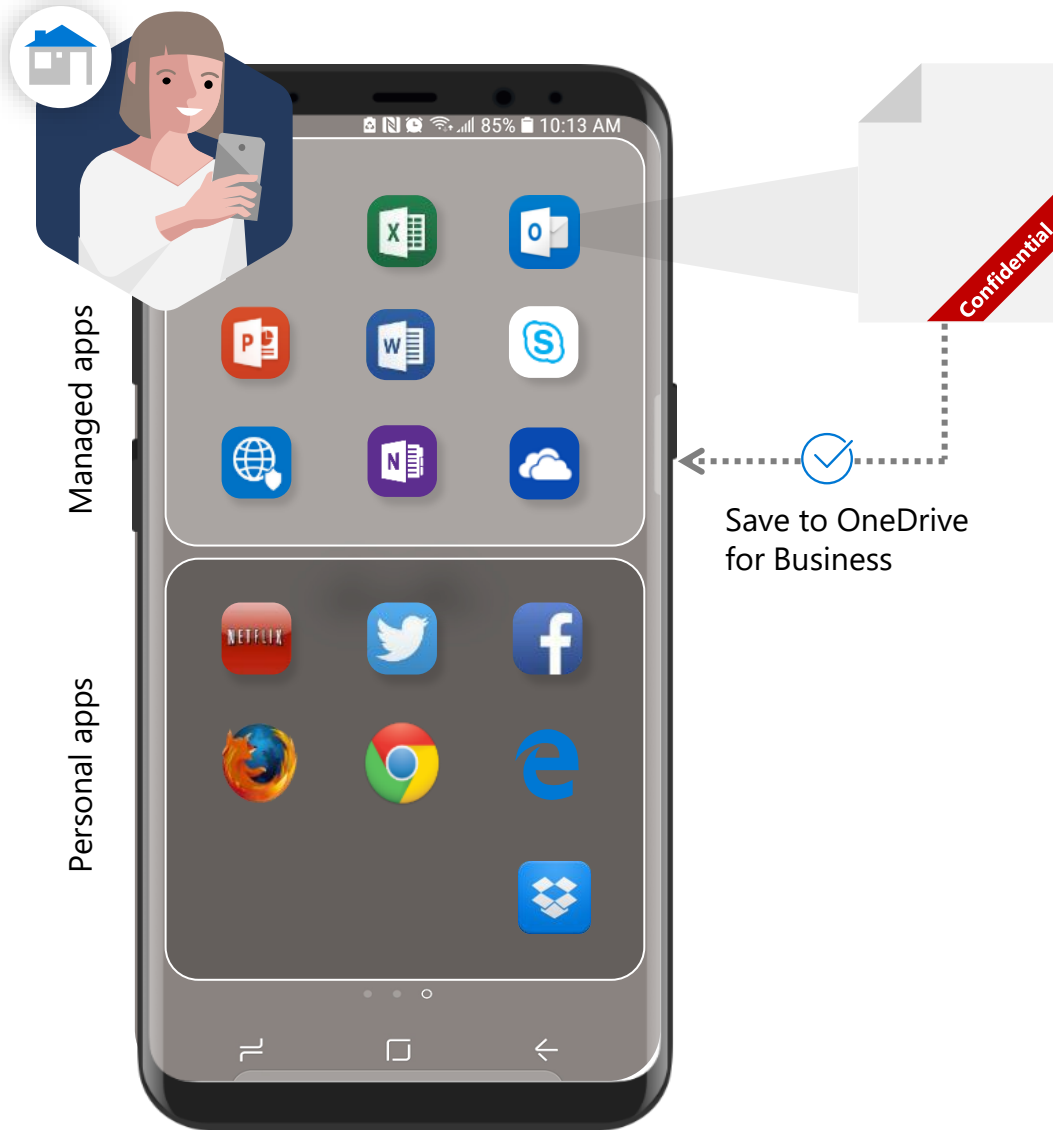 85% 10:13 AM
Managed apps
X
O
P
W
S
N
Confidential
Save to OneDrive
for Business
Personal apps
NETFLIX
f
e